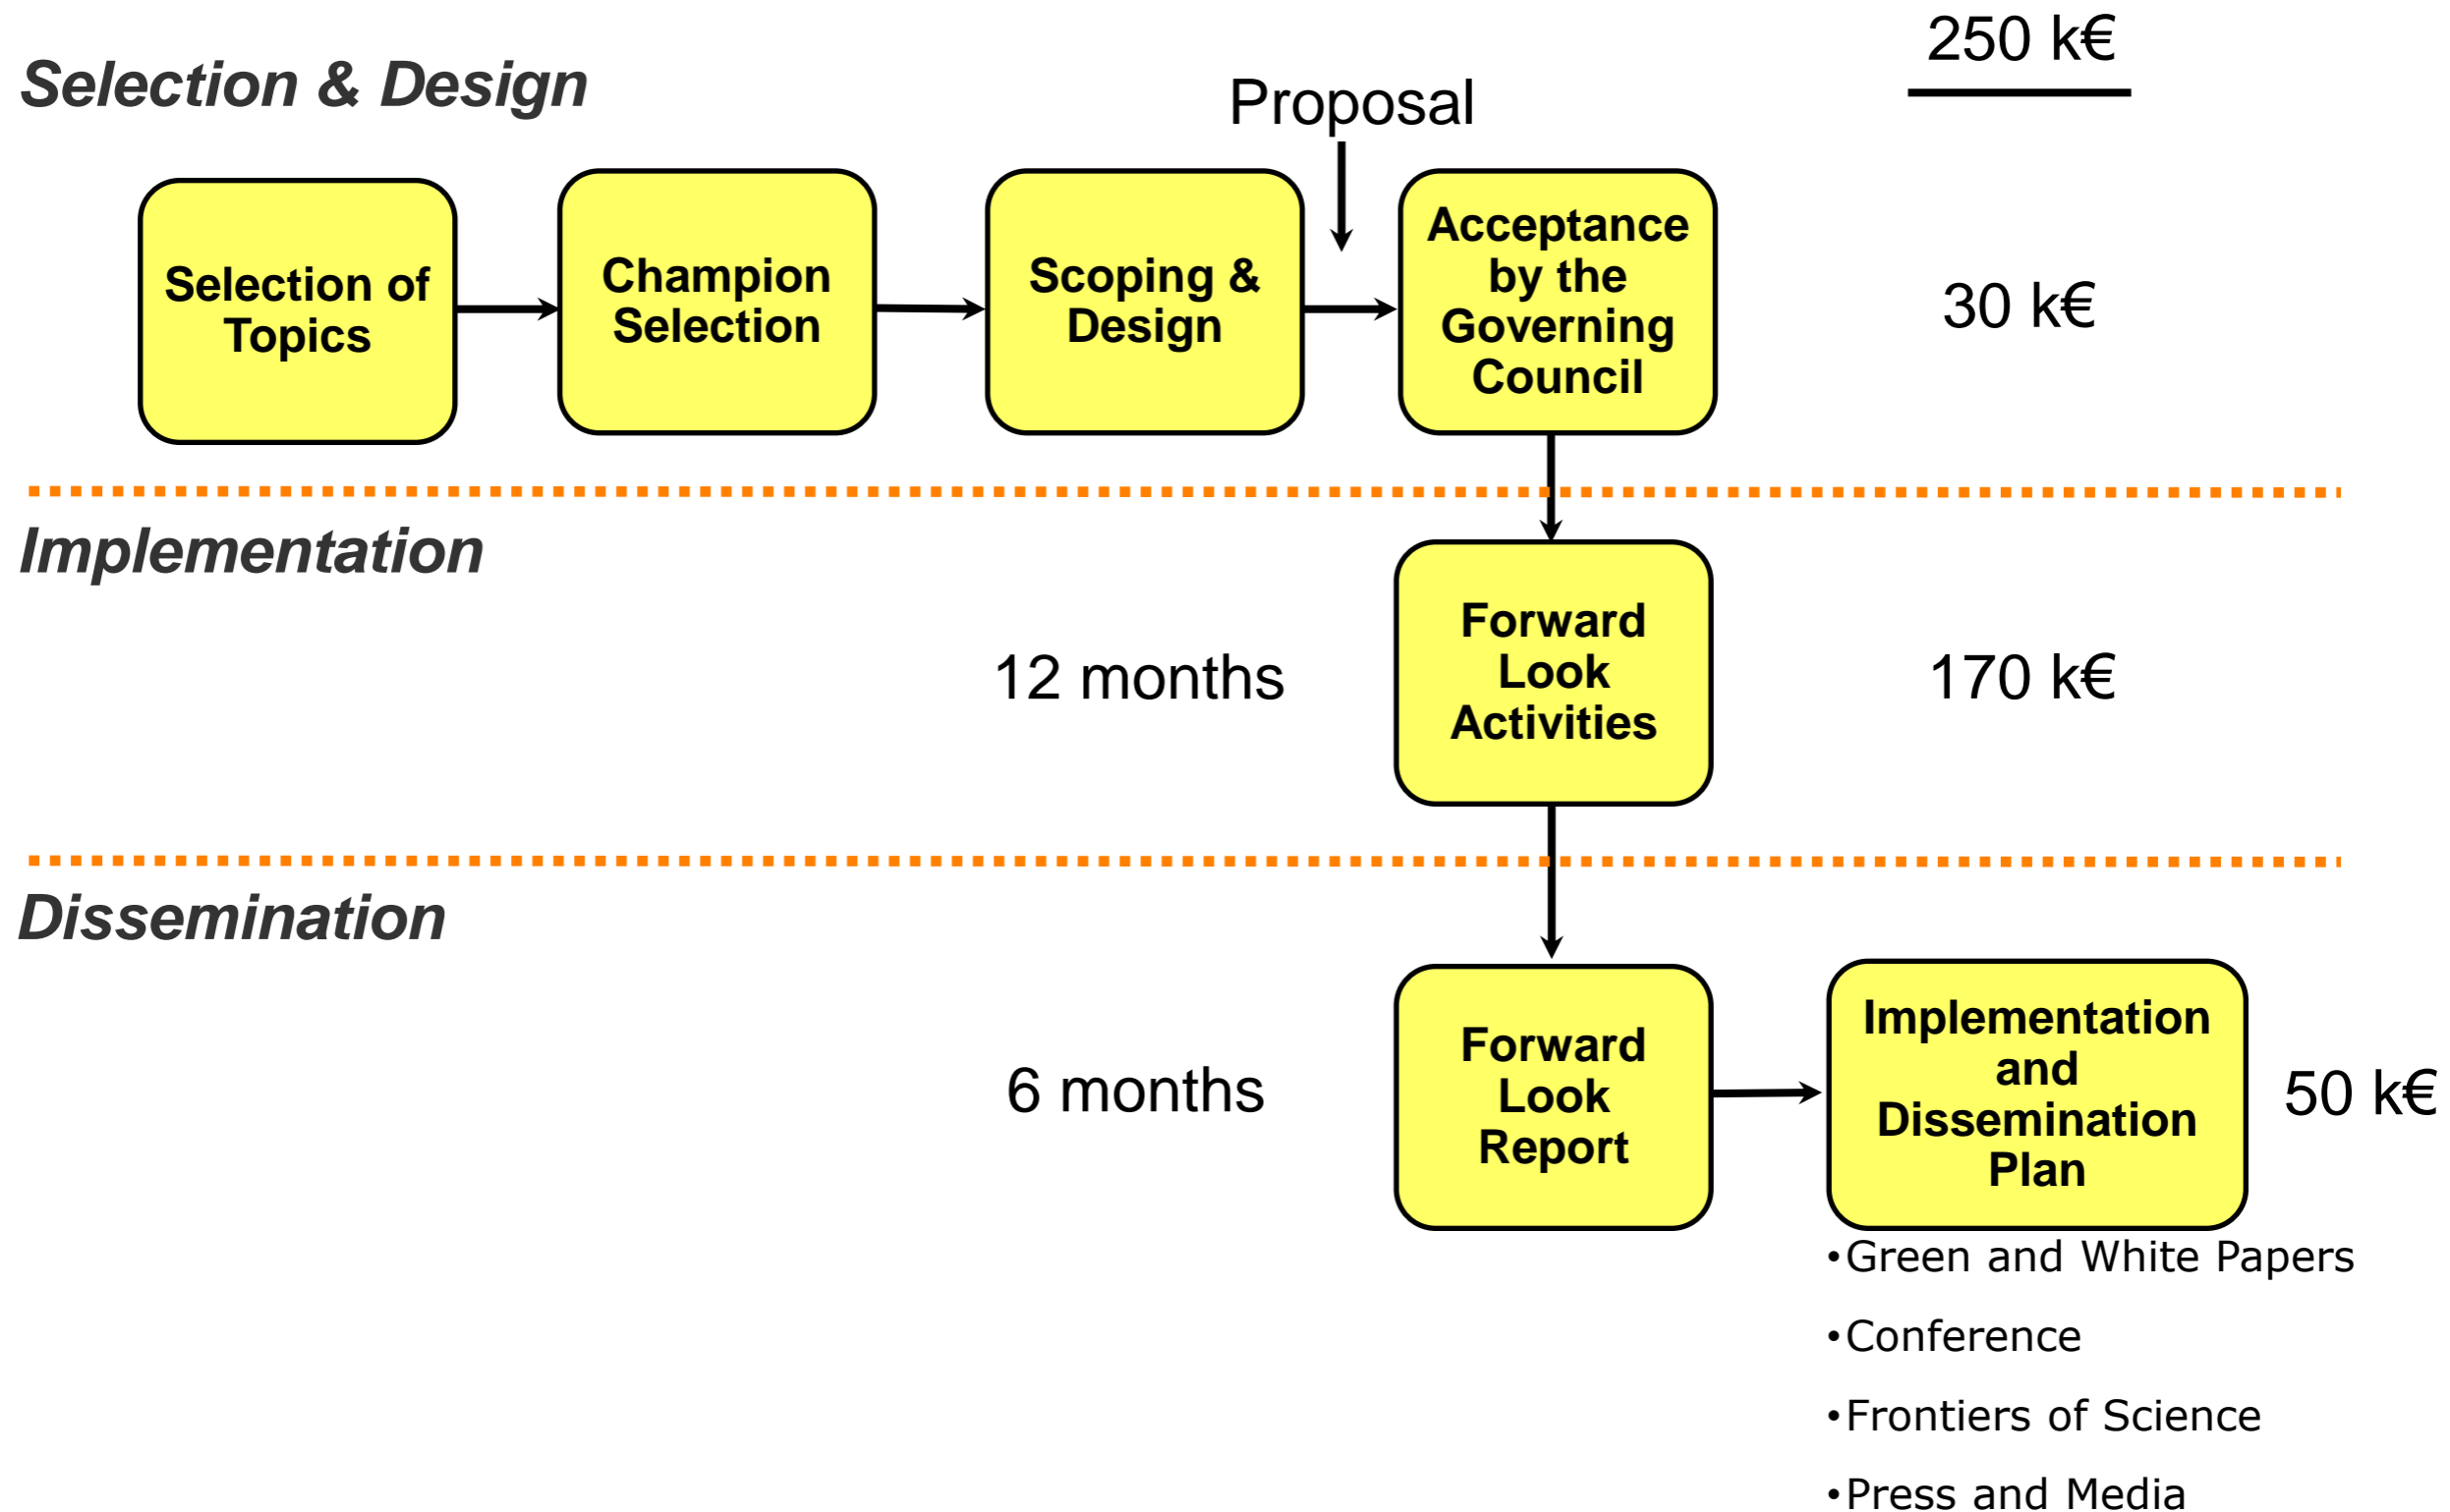 250 k€
Selection & Design
Proposal
Selection of
Topics
Champion
Selection
Scoping &
Design
Acceptance
by the
Governing
Council
30 k€
Implementation
12 months
Forward
Look
Activities
170 k€
Dissemination
6 months
Forward
Look
Report
Implementation
and
Dissemination
Plan
50 k€
•Green and White Papers
•Conference
•Frontiers of Science
•Press and Media